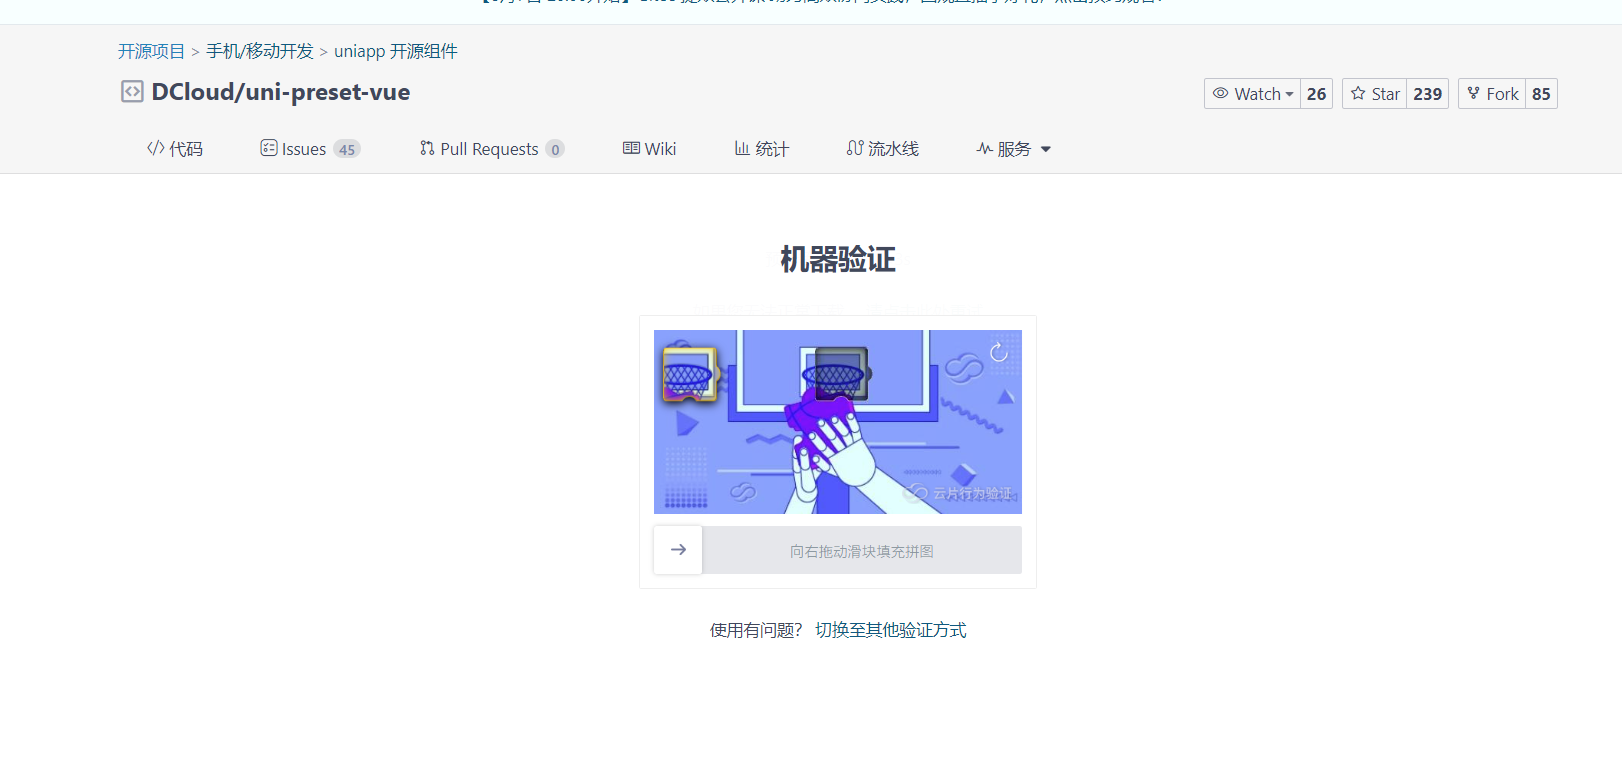 开源项目 > 手机/移动开发 > uniapp 开源组件
DCloud/uni-preset-vue
Watch 26 Star 239 Fork 85
代码 Issues 45 Pull Requests 0 Wiki 统计 流水线 服务
机器验证
云片行为验证
向右拖动滑块填充拼图
使用有问题? 切换至其他验证方式